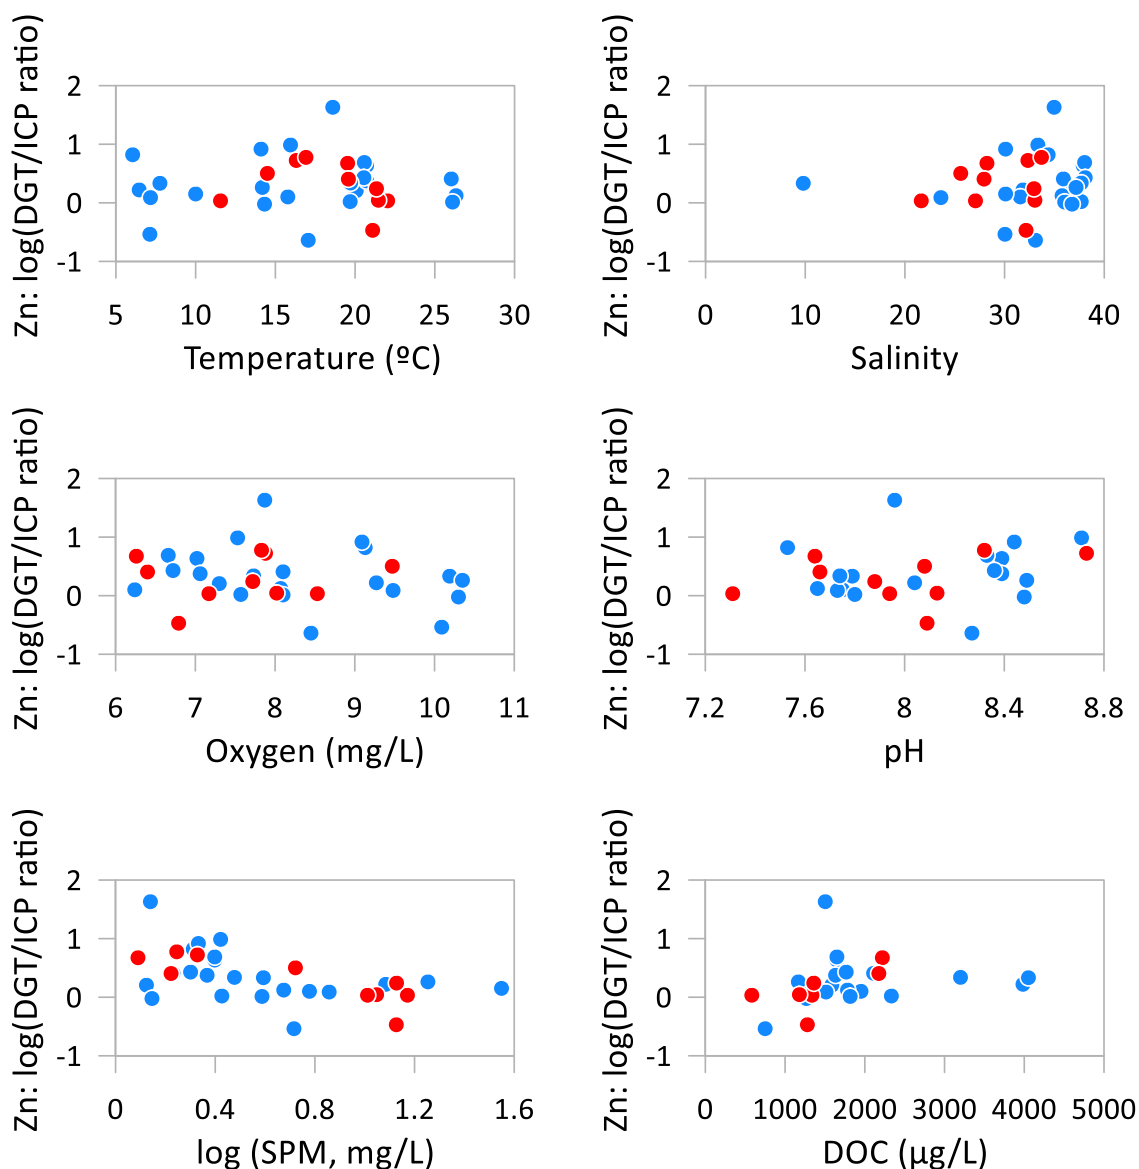 Zn: log(DGT/ICP ratio)
2
1
0
-1
5 10 15 20 25 30
Temperature (ºC)
Zn: log(DGT/ICP ratio)
2
1
0
-1
0 10 20 30 40
Salinity
Zn: log(DGT/ICP ratio)
2
1
0
-1
6 7 8 9 10 11
Oxygen (mg/L)
Zn: log(DGT/ICP ratio)
2
1
0
-1
7.2 7.6 8 8.4 8.8
pH
Zn: log(DGT/ICP ratio)
2
1
0
-1
0 0.4 0.8 1.2 1.6
log (SPM, mg/L)
Zn: log(DGT/ICP ratio)
2
1
0
-1
0 1000 2000 3000 4000 5000
DOC (µg/L)